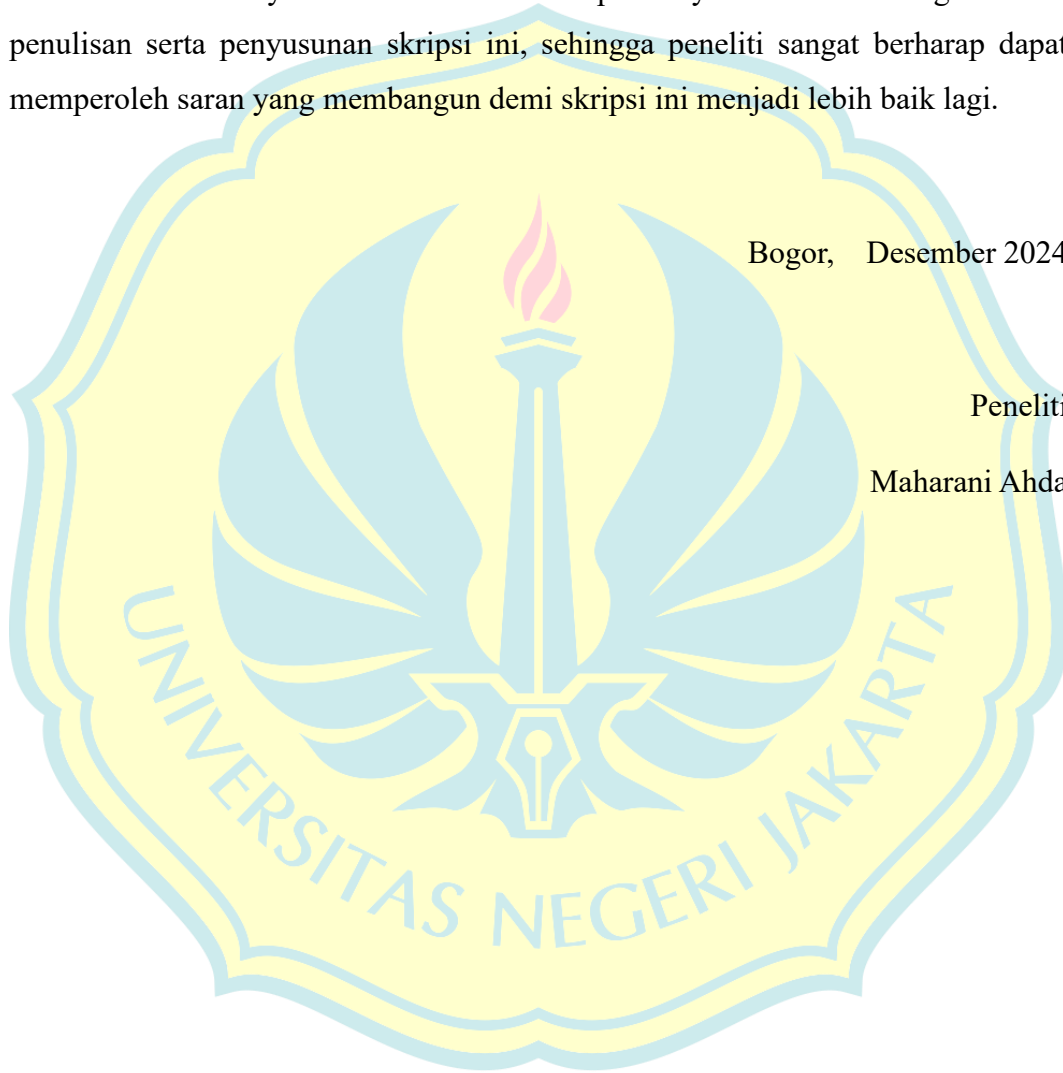 penulisan serta penyusunan skripsi ini, sehingga peneliti sangat berharap dapat
memperoleh saran yang membangun demi skripsi ini menjadi lebih baik lagi.
Bogor, Desember 2024
Peneliti
Maharani Ahda
UNIVERSITAS NEGERI JAKARTA